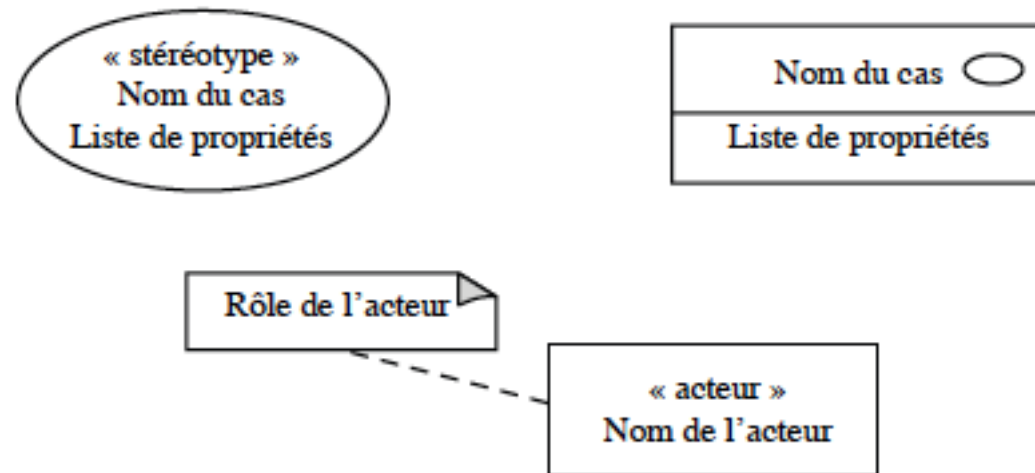 « stéréotype »
Nom du cas
Liste de propriétés
Nom du cas
Liste de propriétés
Rôle de l’acteur
« acteur »
Nom de l’acteur